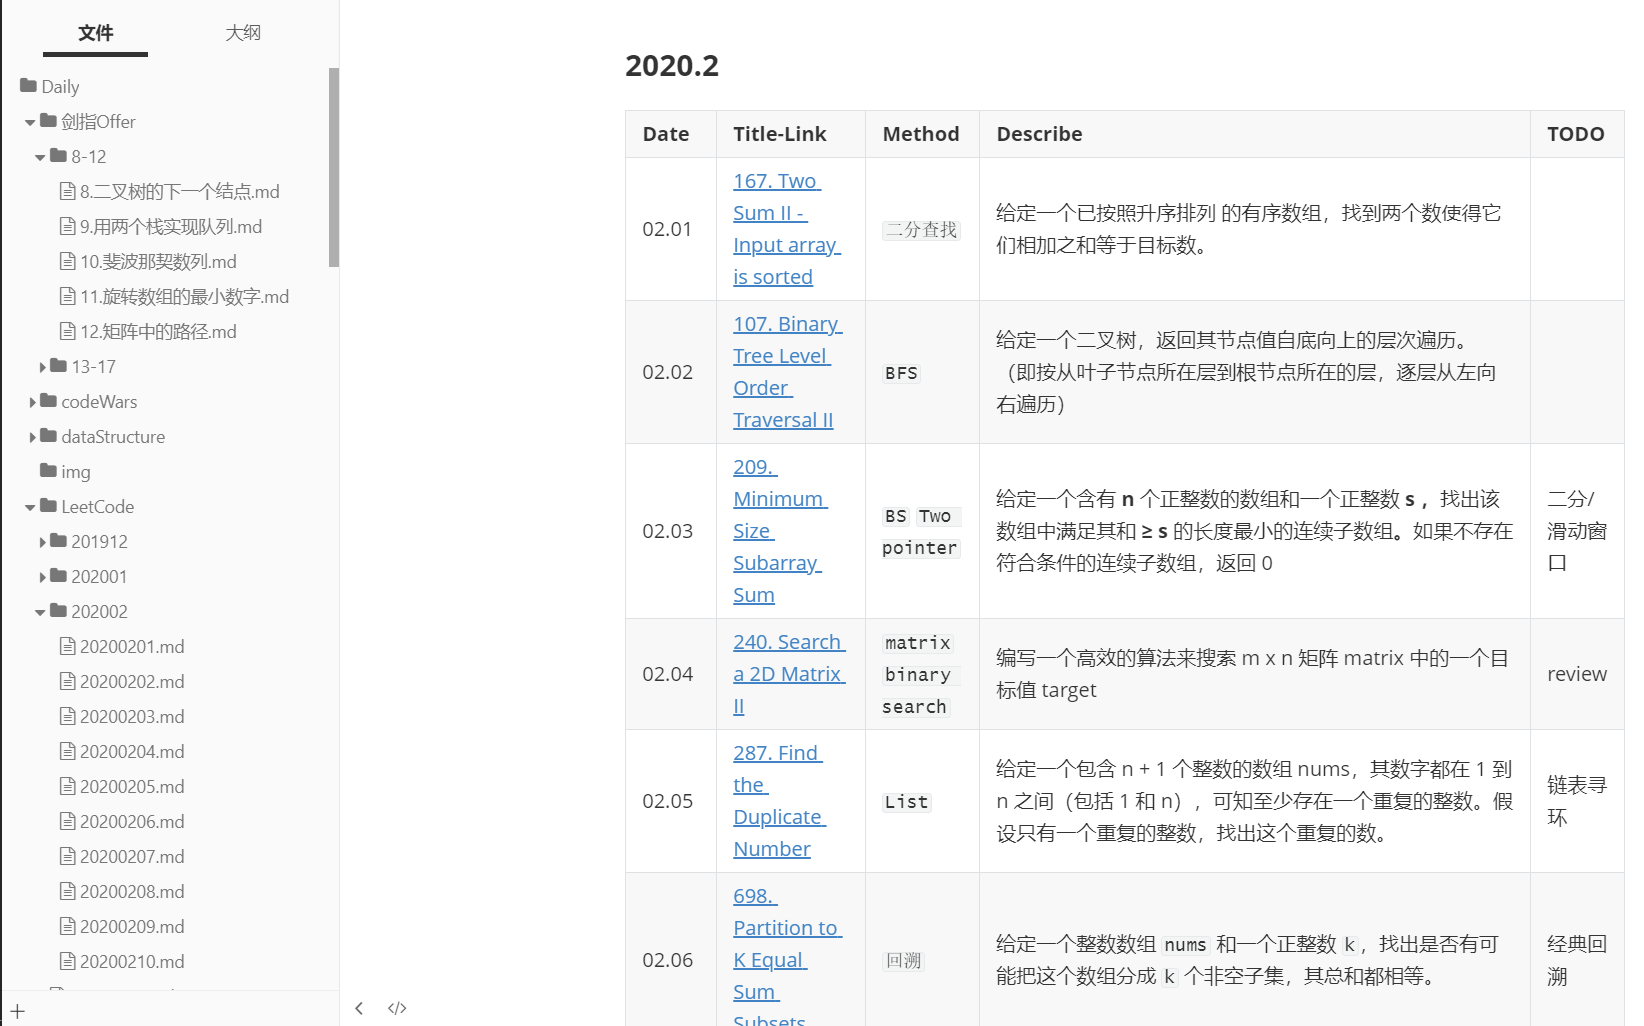 文件
大纲
Daily
剑指Offer
8-12
8.二叉树的下一个结点.md
9.用两个栈实现队列.md
10.斐波那契数列.md
11.旋转数组的最小数字.md
12.矩阵中的路径.md
13-17
codeWars
dataStructure
img
LeetCode
201912
202001
202002
20200201.md
20200202.md
20200203.md
20200204.md
20200205.md
20200206.md
20200207.md
20200208.md
20200209.md
20200210.md
2020.2
Date Title-Link Method Describe TODO
02.01
167. Two
Sum II -
Input array
is sorted
二分查找
给定一个已按照升序排列 的有序数组，找到两个数使得它
们相加之和等于目标数。
02.02
107. Binary
Tree Level
Order
Traversal II
BFS
给定一个二叉树，返回其节点值自底向上的层次遍历。
（即按从叶子节点所在层到根节点所在的层，逐层从左向
右遍历）
02.03
209.
Minimum
Size
Subarray
Sum
BS Two
pointer
给定一个含有 n 个正整数的数组和一个正整数 s ，找出该
数组中满足其和 ≥ s 的长度最小的连续子数组。如果不存在
符合条件的连续子数组，返回 0
二分/
滑动窗
口
02.04
240. Search
a 2D Matrix
II
matrix
binary
search
编写一个高效的算法来搜索 m x n 矩阵 matrix 中的一个目
标值 target
review
02.05
287. Find
the
Duplicate
Number
List
给定一个包含 n + 1 个整数的数组 nums，其数字都在 1 到
n 之间（包括 1 和 n），可知至少存在一个重复的整数。假
设只有一个重复的整数，找出这个重复的数。
链表寻
环
02.06
698.
Partition to
K Equal
Sum
Subsets
回溯
给定一个整数数组 nums 和一个正整数 k，找出是否有可
能把这个数组分成 k 个非空子集，其总和都相等。
经典回
溯